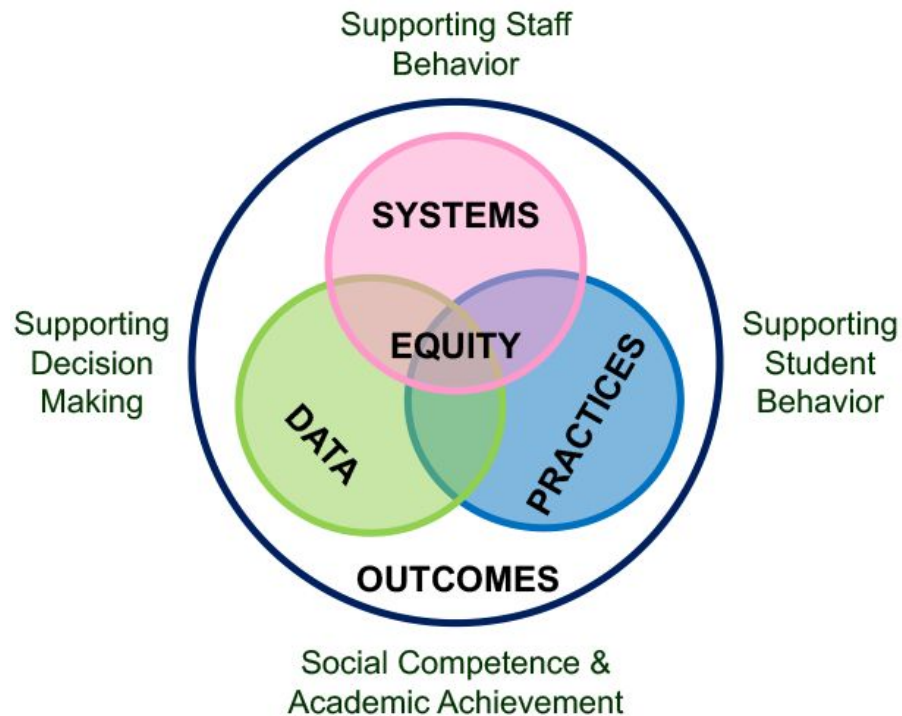 Supporting Staff
Behavior
SYSTEMS
Supporting
Decision
Making
EQUITY
DATA
PRACTICES
Supporting
Student
Behavior
OUTCOMES
Social Competence &
Academic Achievement